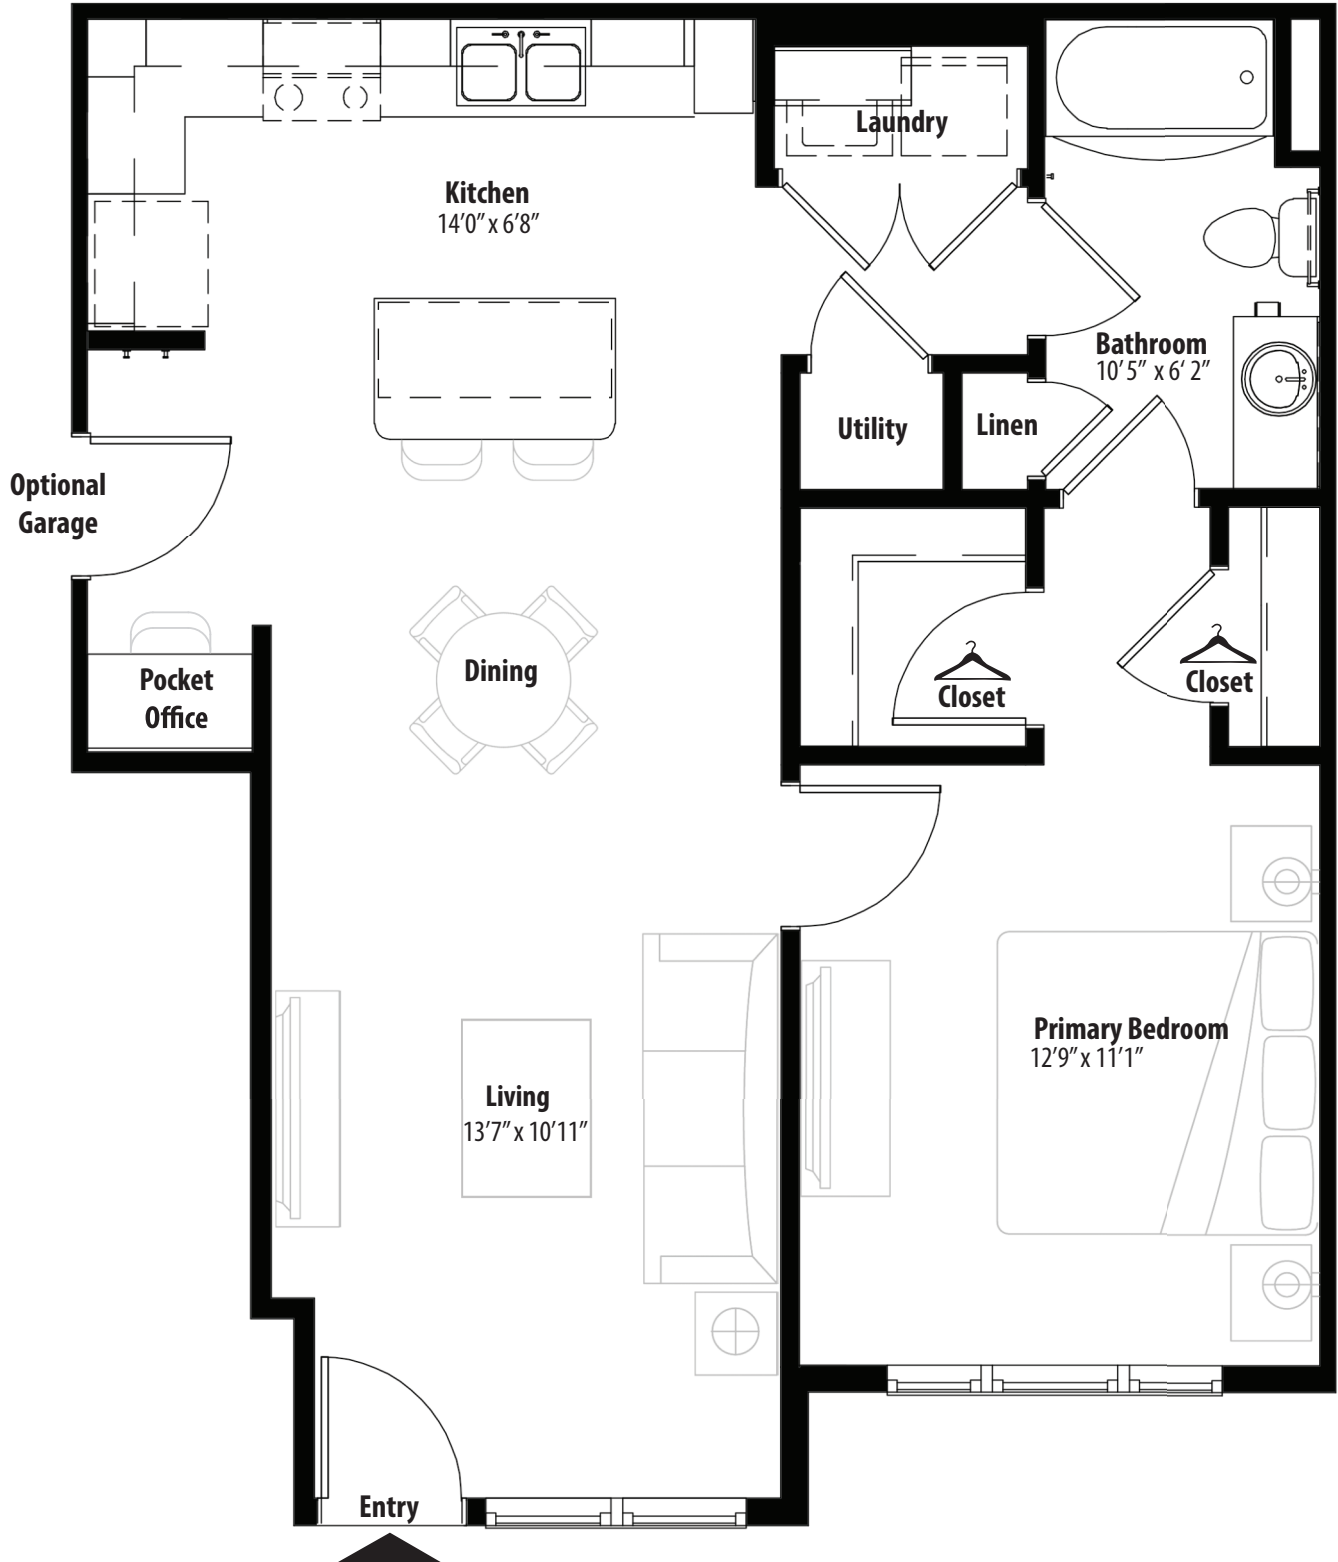 Laundry
Kitchen
14'0" x 6'8"
Bathroom
10' 5"  x 6' 2"
Utility
Linen
Optional
Garage
Dining
Pocket
Office
Closet
Closet
Primary Bedroom
12'9" x 11'1"
Living
13'7" x 10'11"
Entry